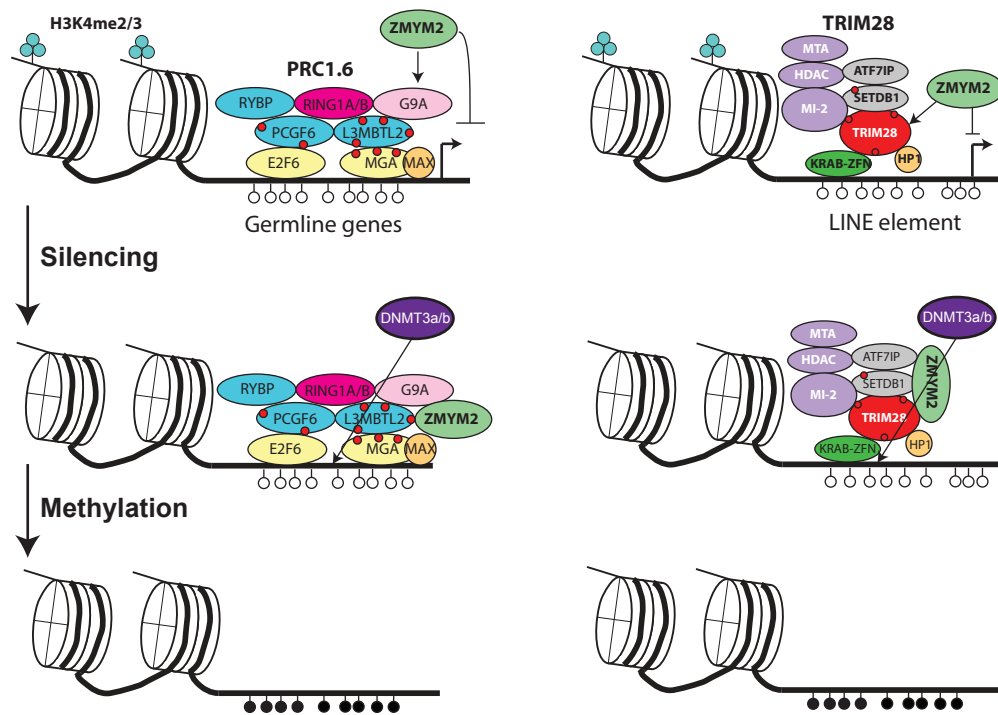 H3K4me2/3
ZMYM2
PRC1.6
RYBP
RING1A/B
G9A
PCGF6
L3MBTL2
E2F6
MGA
MAX
Germline genes
TRIM28
MTA
HDAC
ATF7IP
MI-2
SETDB1
ZMYM2
TRIM28
KRAB-ZFN
HP1
LINE element
Silencing
DNMT3a/b
RYBP
RING1A/B
G9A
PCGF6
L3MBTL2
ZMYM2
E2F6
MGA
MAX
DNMT3a/b
MTA
HDAC
ATF7IP
MI-2
SETDB1
ZMYM2
TRIM28
KRAB-ZFN
HP1
Methylation